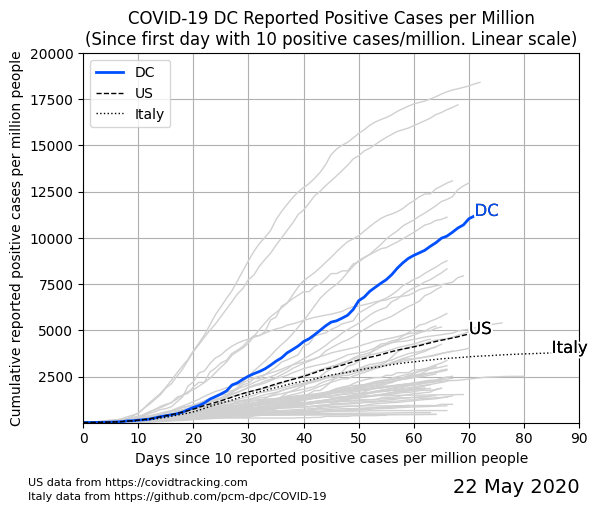 COVID-19 DC Reported Positive Cases per Million
(Since first day with 10 positive cases/million. Linear scale)
Cumulative reported positive cases per million people
20000
17500
15000
12500
10000
7500
5000
2500
DC
US
Italy
DC
US
Italy
0 10 20 30 40 50 60 70 80 90
Days since 10 reported positive cases per million people
US data from https://covidtracking.com
Italy data from https://github.com/pcm-dpc/COVID-19
22 May 2020